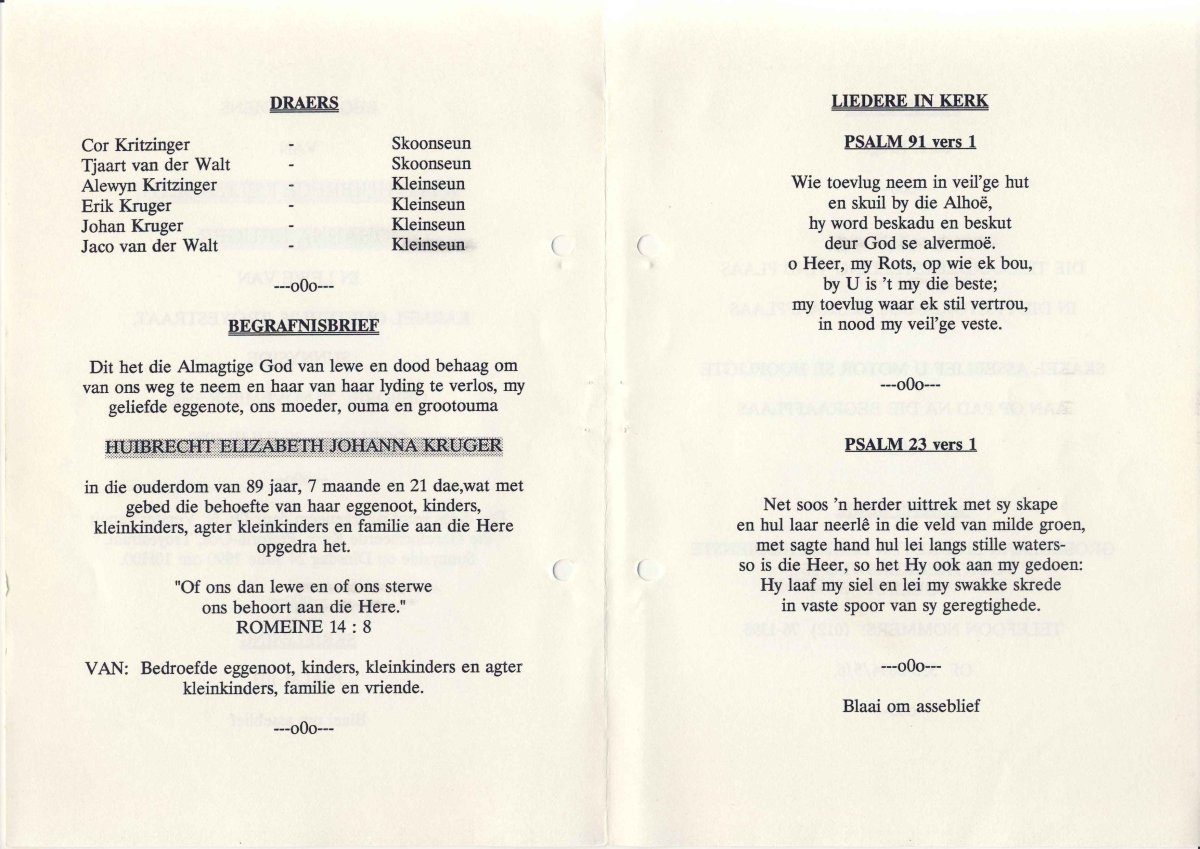 DRAERS
Cor Kritzinger - Skoonseun
Tjaart van der Walt - Skoonseun
Alewyn Kritzinger - Kleinseun
Erik Kruger - Kleinseun
Johan Kruger - Kleinseun
Jaco van der Walt - Kleinseun
---o0o---
BEGRAFNISBRIEF
Dit het die Almagtige God van lewe en dood behaag om
van ons weg te neem en haar van haar lyding te verlos, my
geliefde eggenote, ons moeder, ouma en grootouma
HUIBRECHT ELIZABETH JOHANNA KRUGER
in die ouderdom van 89 jaar, 7 maande en 21 dae,wat met
gebed die behoefte van haar eggenoot, kinders,
kleinkinders, agter kleinkinders en familie aan die Here
opgedra het.
"Of ons dan lewe en of ons sterwe
ons behoort aan die Here."
ROMEINE 14 : 8
VAN: Bedroefde eggenoot, kinders, kleinkinders en agter
kleinkinders, familie en vriende.
---o0o---
LIEDERE IN KERK
PSALM 91 vers 1
Wie toevlug neem in veil'ge hut
en skuil by die Alhoë,
hy word beskadu en beskut
deur God se alvermoë.
o Heer, my Rots, op wie ek bou,
by U is 't my die beste;
my toevlug waar ek stil vertrou,
in nood my veil'ge veste.
---o0o---
PSALM 23 vers 1
Net soos 'n herder uittrek met sy skape
en hul laar neerlê in die veld van milde groen,
met sagte hand hul lei langs stille waters-
so is die Heer, so het Hy ook aan my gedoen:
Hy laaf my siel en lei my swakke skrede
in vaste spoor van sy geregtighede.
---o0o---
Blaai om asseblief